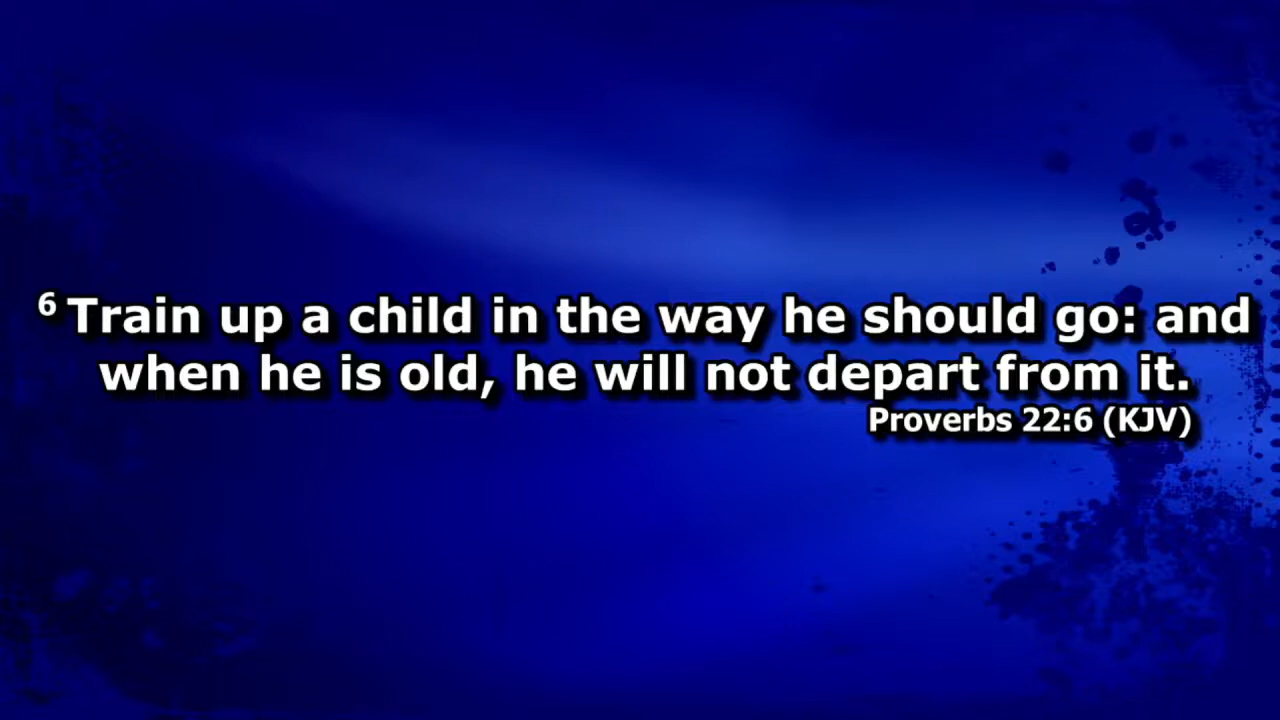 6 Train up a child in the way he should go: and
when he is old, he will not depart from it.
Proverbs 22:6 (KJV)